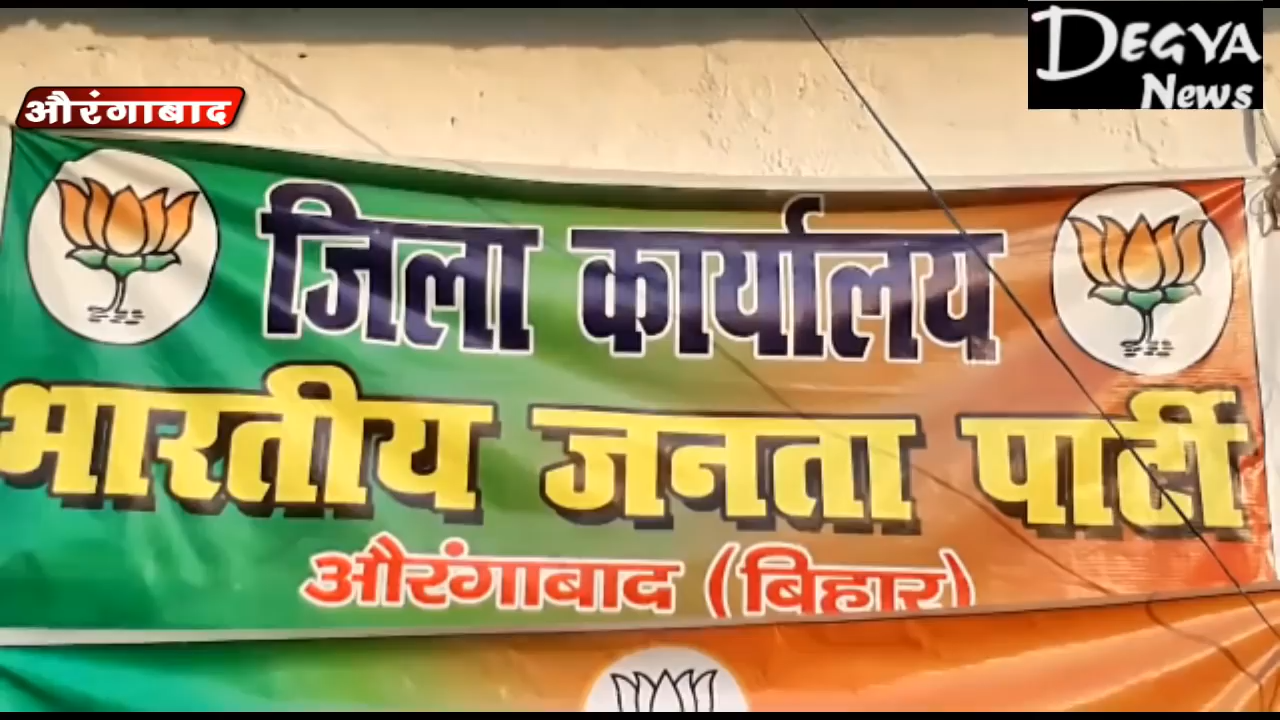 DEGYA
News
औरंगाबाद
जिला कार्यालय
भारतीय जनता पार्टी
औरंगाबाद (बिहार)